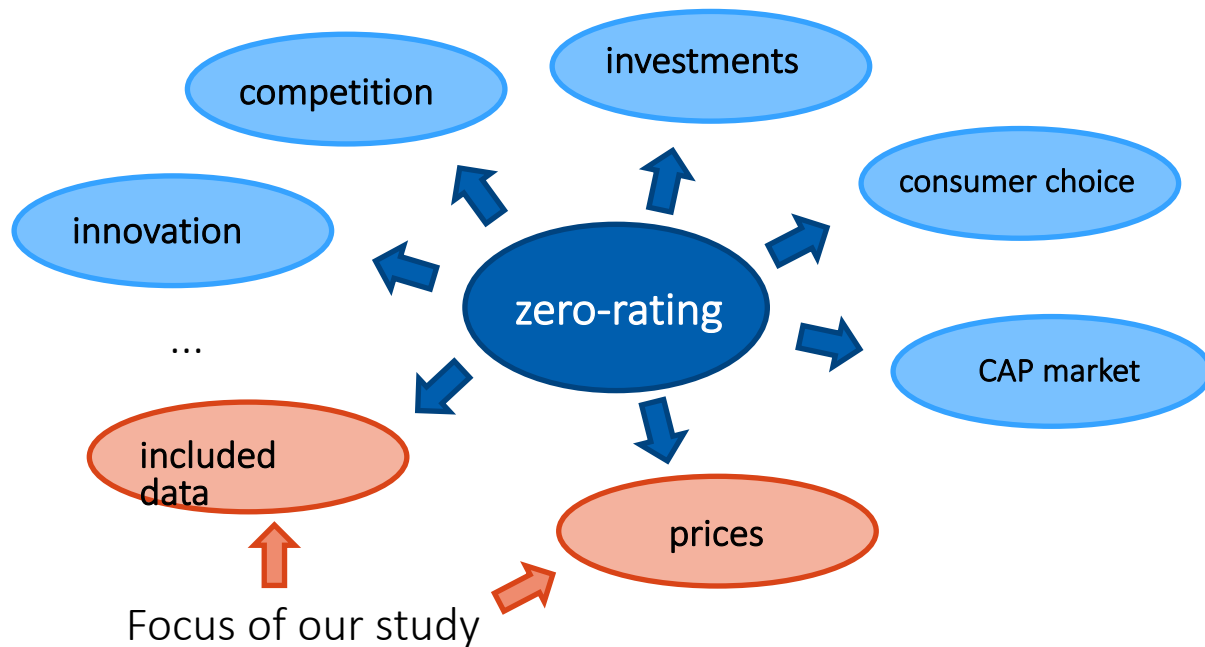 investments
competition
consumer choice
innovation
zero-rating
...
CAP market
included
data
prices
Focus of our study